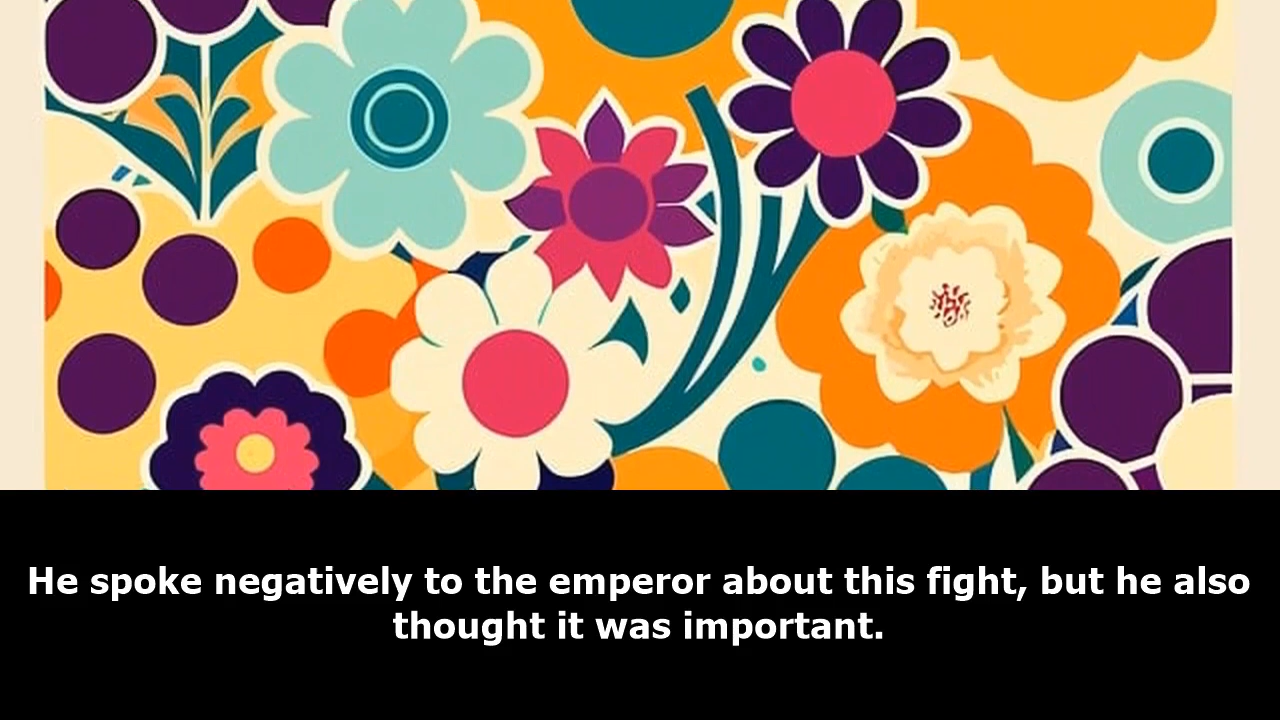 He spoke negatively to the emperor about this fight, but he also
thought it was important.